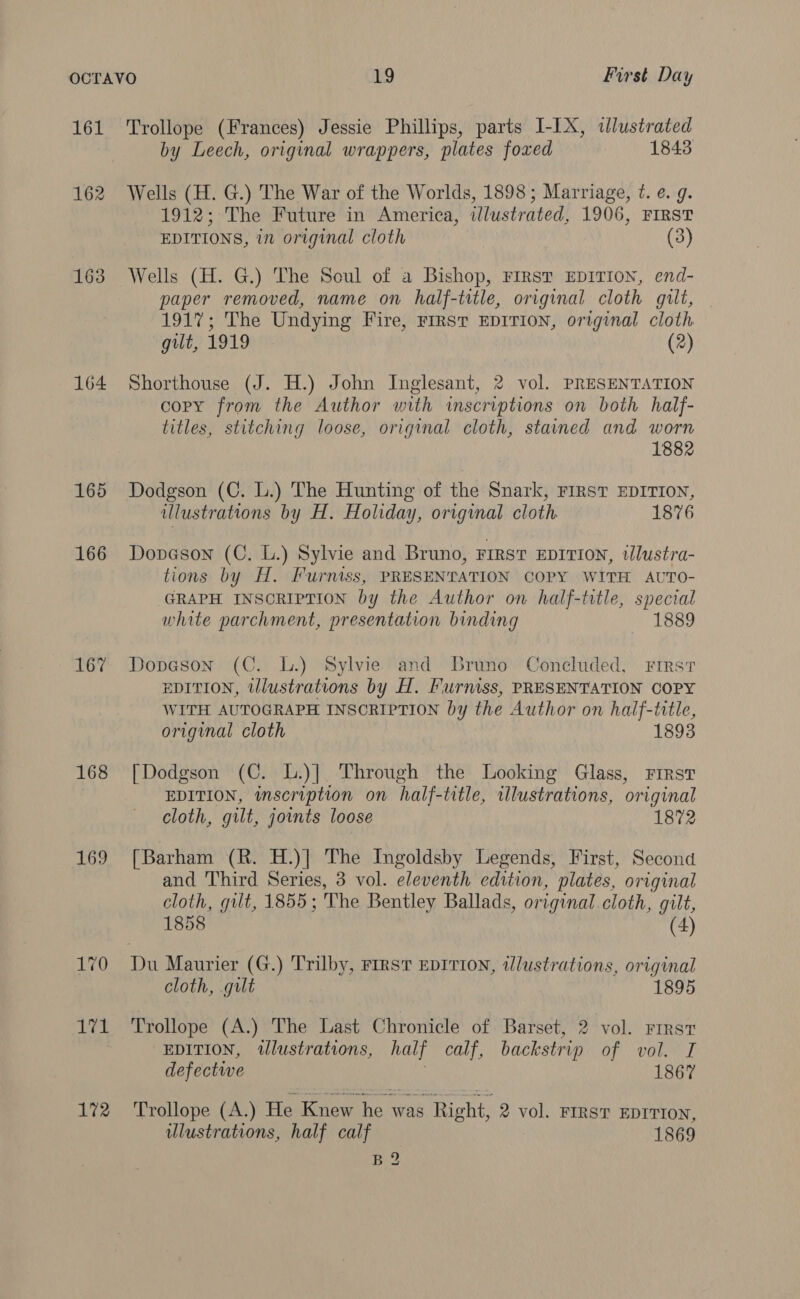 OCTAVO 19 First Day
161 Trollope (Frances) Jessie Phillips, parts I-IX, illustrated
by Leech, original wrappers, plates foxed 1843
162 Wells (H. G.) The War of the Worlds, 1898; Marriage, t. e. g.
1912; The Future in America, illustrated, 1906, FIRST
EDITIONS, in original cloth (3)
163 Wells (H. G.) The Soul of a Bishop, FIRST EDITION, end-
paper removed, name on half-title, original cloth gilt,
1917; The Undying Fire, FIRST EDITION, original cloth
gilt, 1919 (2)
164 Shorthouse (J. H.) John Inglesant, 2 vol. PRESENTATION
COPY from the Author with inscriptions on both half-
titles, stitching loose, original cloth, stained and worn
1882
165 Dodgson (C. L.) The Hunting of the Snark, FIRST EDITION,
illustrations by H. Holiday, original cloth 1876
166 DODGSON (C. L.) Sylvie and Bruno, FIRST EDITION, illustra-
tions by H. Furniss, PRESENTATION COPY WITH AUTO-
GRAPH INSCRIPTION by the Author on half-title, special
white parchment, presentation binding 1889
167 DODGSON (C. L.) Sylvie and Bruno Concluded, FIRST
EDITION, illustrations by H. Furniss, PRESENTATION COPY
WITH AUTOGRAPH INSCRIPTION by the Author on half-title,
original cloth 1893
168 [Dodgson (C. L.)] Through the Looking Glass, FIRST
EDITION, inscription on half-title, illustrations, original
cloth, gilt, joints loose 1872
169 [Barham (R. H.)] The Ingoldsby Legends, First, Second
and Third Series, 3 vol. eleventh edition, plates, original
cloth, gilt, 1855; The Bentley Ballads, original cloth, gilt,
1858 (4)
170 Du Maurier (G.) Trilby, FIRST EDITION, illustrations, original
cloth, gilt 1895
171 Trollope (A.) The Last Chronicle of Barset, 2 vol. FIRST
EDITION, illustrations, half calf, backstrip of vol. I
defective 1867
172 Trollope (A.) He Knew he was Right, 2 vol. FIRST EDITION,
illustrations, half calf 1869
B 2